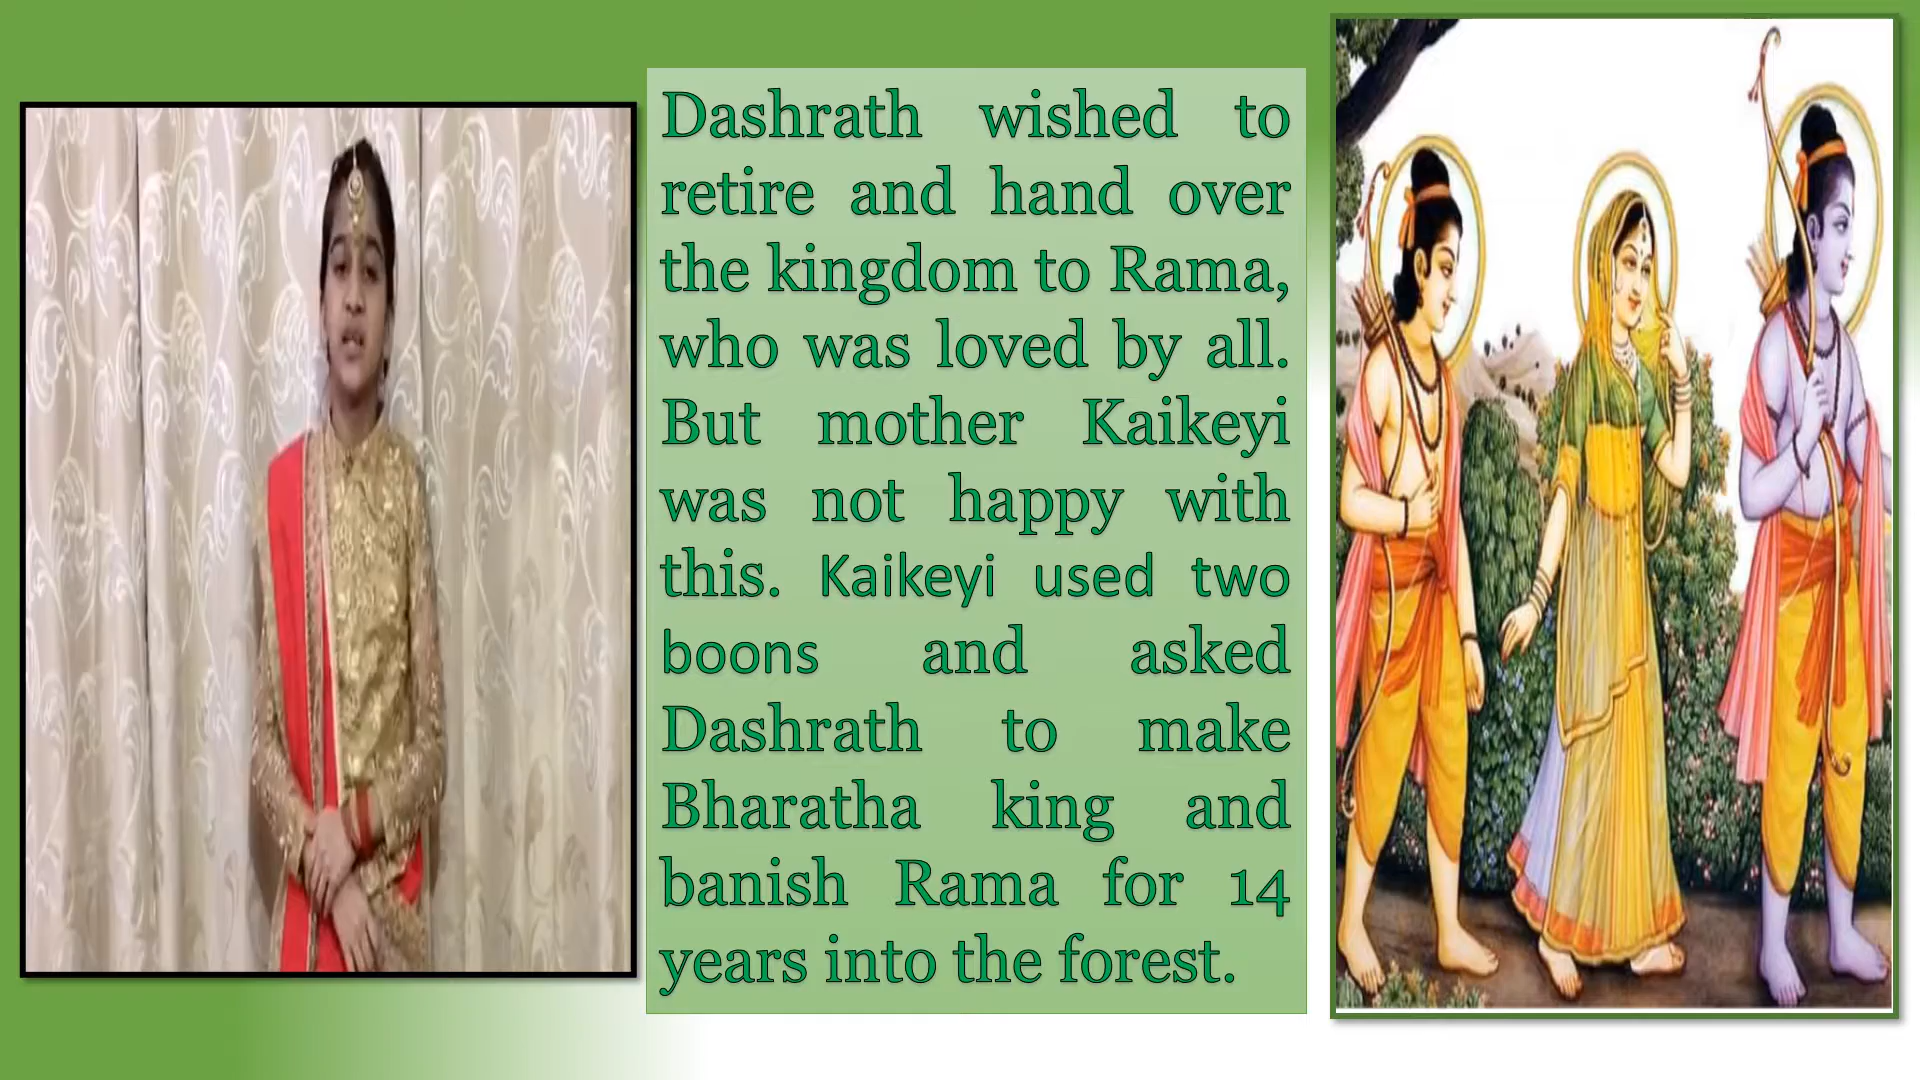 Dashrath wished to
retire and hand over
the kingdom to Rama,
who was loved by all.
But mother Kaikeyi
was not happy with
this. Kaikeyi used two
boons and asked
Dashrath to make
Bharatha king and
banish Rama for 14
years into the forest.